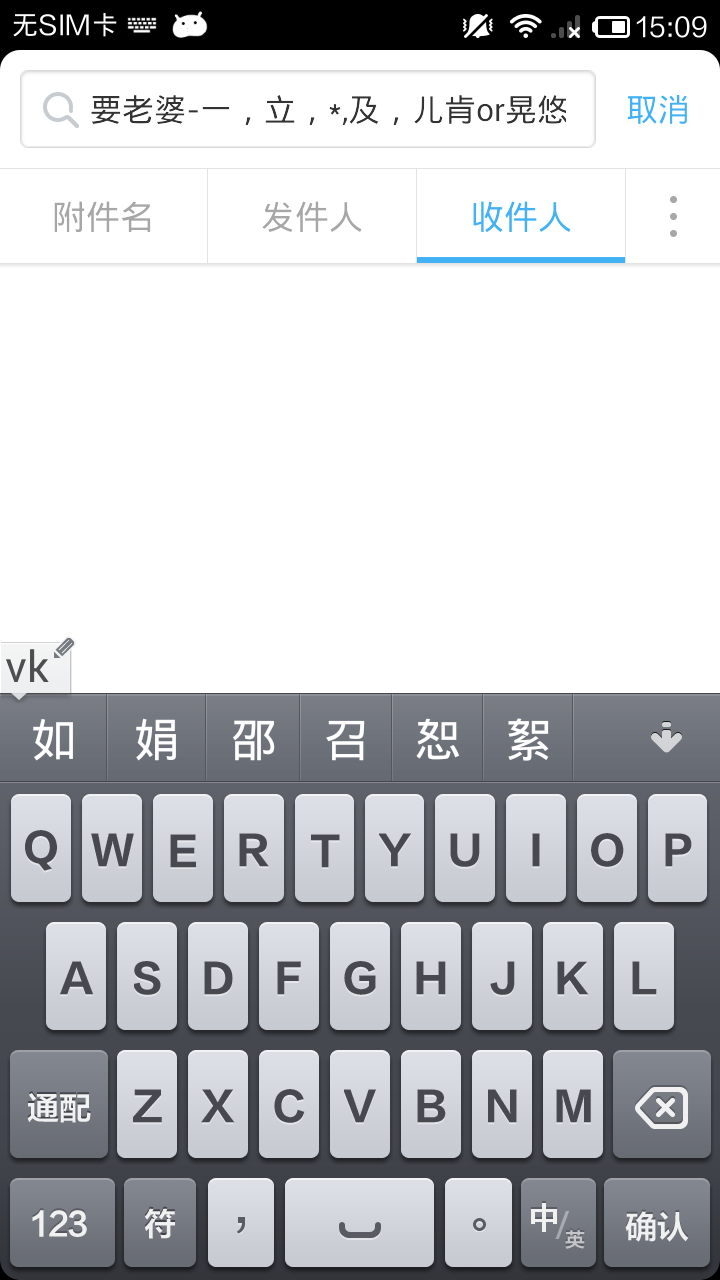 无SIM卡 15:09
要老婆-一，立，*,及，儿肯or晃悠 取消
附件名 发件人 收件人
vk
如 娟 邵 召 恕 絮
Q W E R T Y U I O P
A S D F G H J K L
通配 Z X C V B N M
123 符 ， 。 中/英 确认